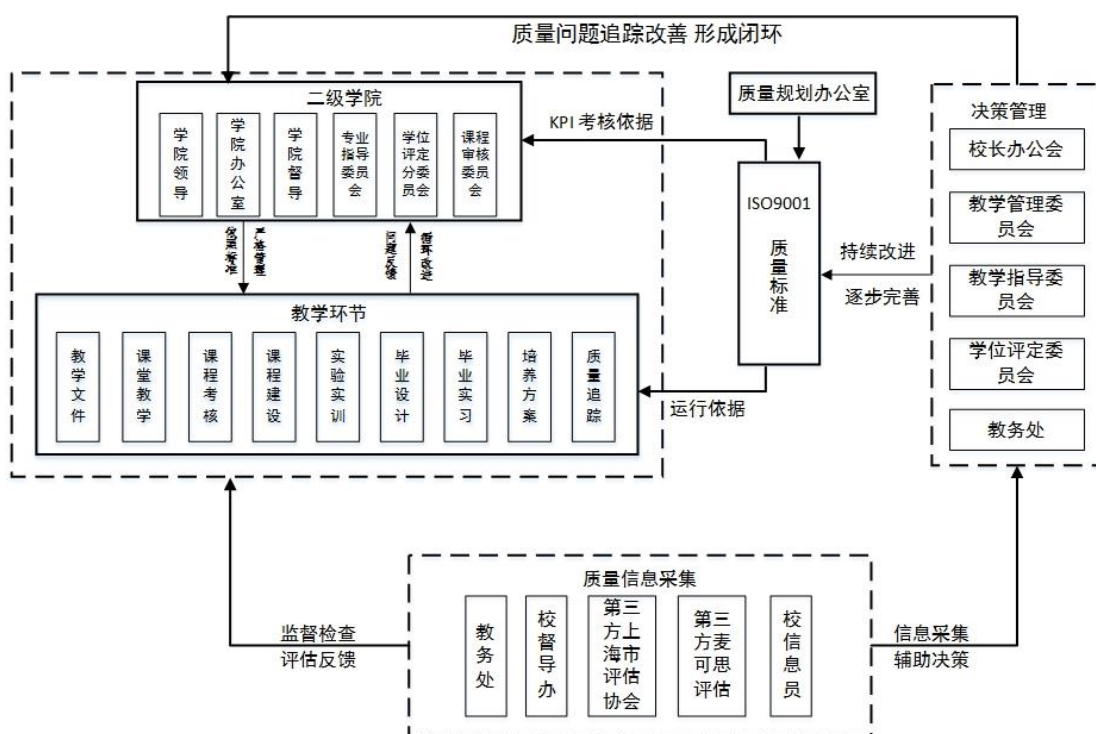 质量问题追踪改善 形成闭环
二级学院
学院领导
学院办公室
学院督导
专业指导委员会
学位评定分委员会
课程审核委员会
KPI 考核依据
质量规划办公室
ISO9001
质量标准
持续改进
逐步完善
决策管理
校长办公会
教学管理委
员会
教学指导委
员会
学位评定委
员会
教务处
严格管理
问题反馈
循环改进
教学环节
教学文件
课堂教学
课程考核
课程建设
实验实训
毕业设计
毕业实习
培养方案
质量追踪
运行依据
质量信息采集
教务处
校督导办
第三方上海市评估协会
第三方麦可思评估
校信息员
监督检查
评估反馈
信息采集
辅助决策